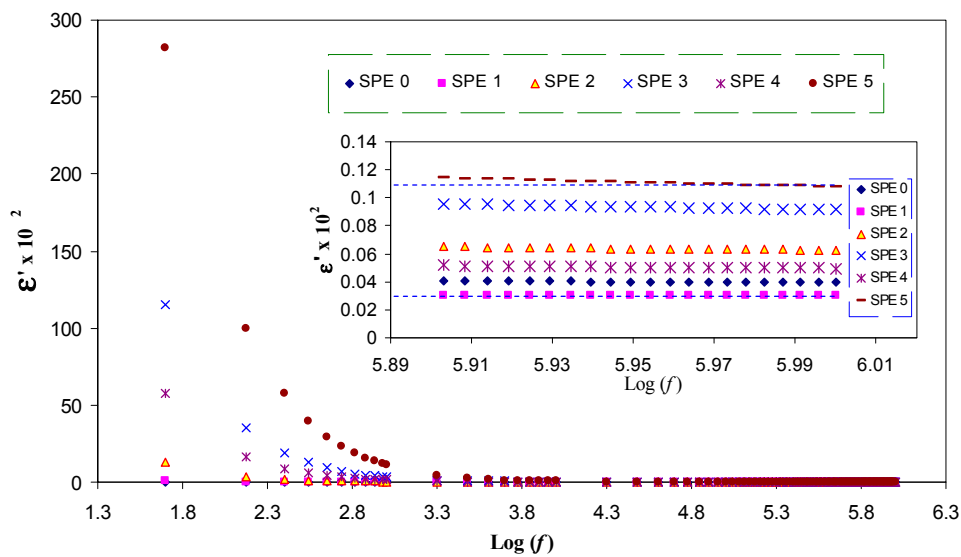 300
250
200
150
100
50
0
ε' x 10 ²
1.3 1.8 2.3 2.8 3.3 3.8 4.3 4.8 5.3 5.8 6.3
Log (f)
SPE 0 SPE 1 SPE 2 SPE 3 SPE 4 SPE 5
0.14
0.12
0.1
0.08
0.06
0.04
0.02
0
ε' x 10²
5.89 5.91 5.93 5.95 5.97 5.99 6.01
Log (f)
SPE 0
SPE 1
SPE 2
SPE 3
SPE 4
SPE 5